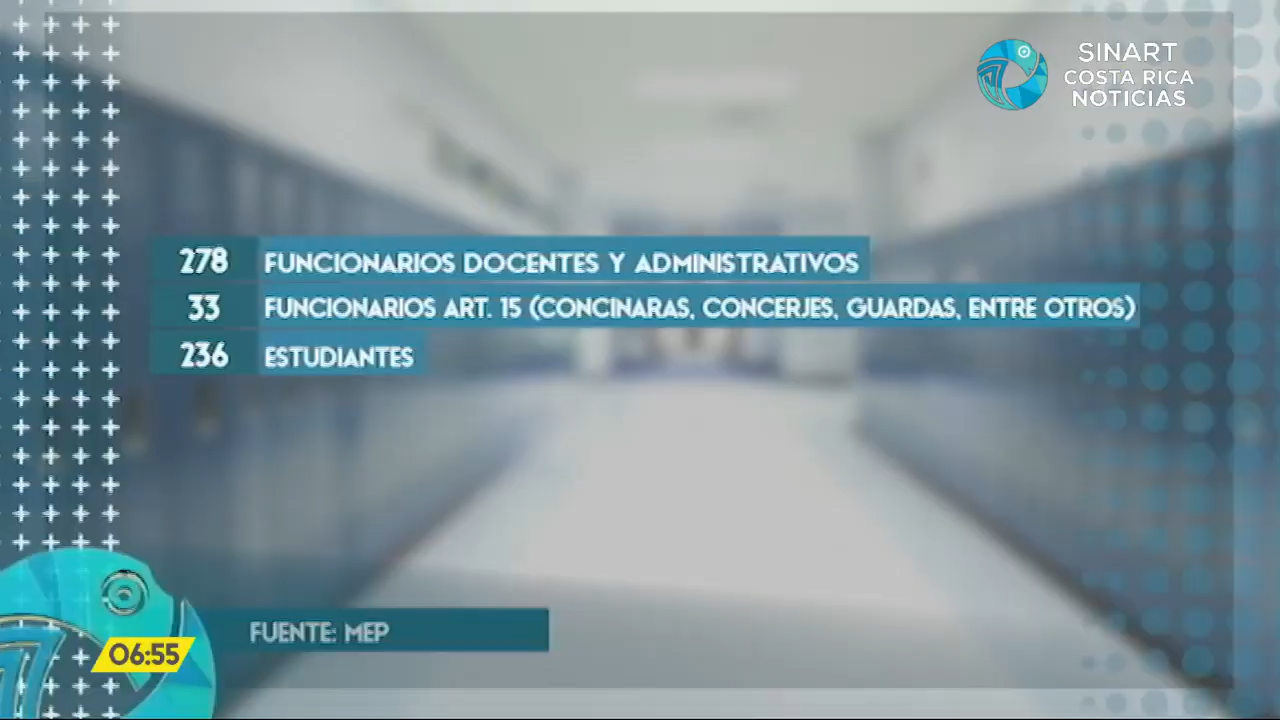 SINART
COSTA RICA
NOTICIAS
278 FUNCIONARIOS DOCENTES Y ADMINISTRATIVOS
33 FUNCIONARIOS ART. 15 (CONCINARAS, CONCERJES, GUARDAS, ENTRE OTROS)
236 ESTUDIANTES
FUENTE: MEP
06:55